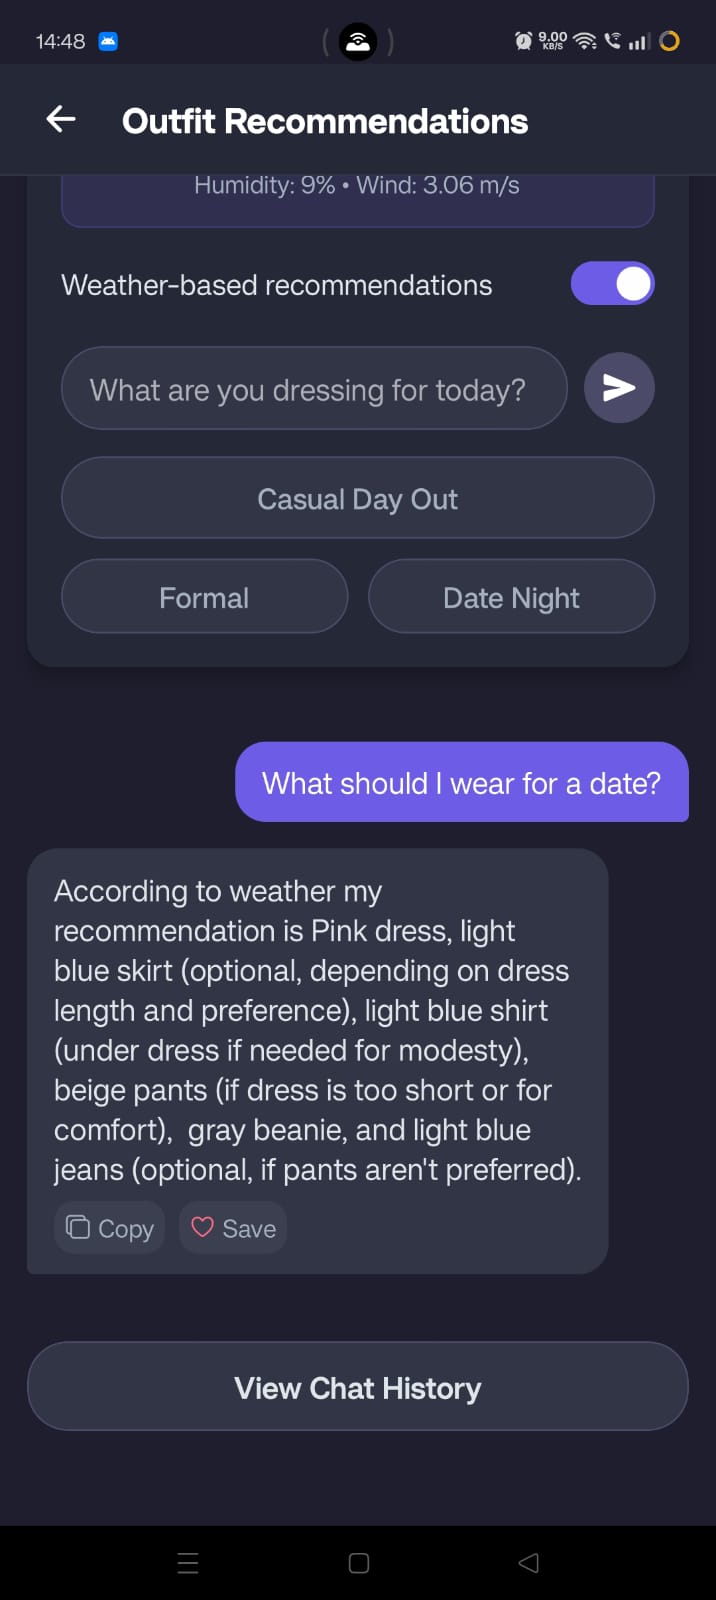 14:48
9.00
KB/S
Outfit Recommendations
Humidity: 9% • Wind: 3.06 m/s
Weather-based recommendations
What are you dressing for today?
Casual Day Out
Formal
Date Night
What should I wear for a date?
According to weather my
recommendation is Pink dress, light
blue skirt (optional, depending on dress
length and preference), light blue shirt
(under dress if needed for modesty),
beige pants (if dress is too short or for
comfort),  gray beanie, and light blue
jeans (optional, if pants aren't preferred).
Copy
Save
View Chat History